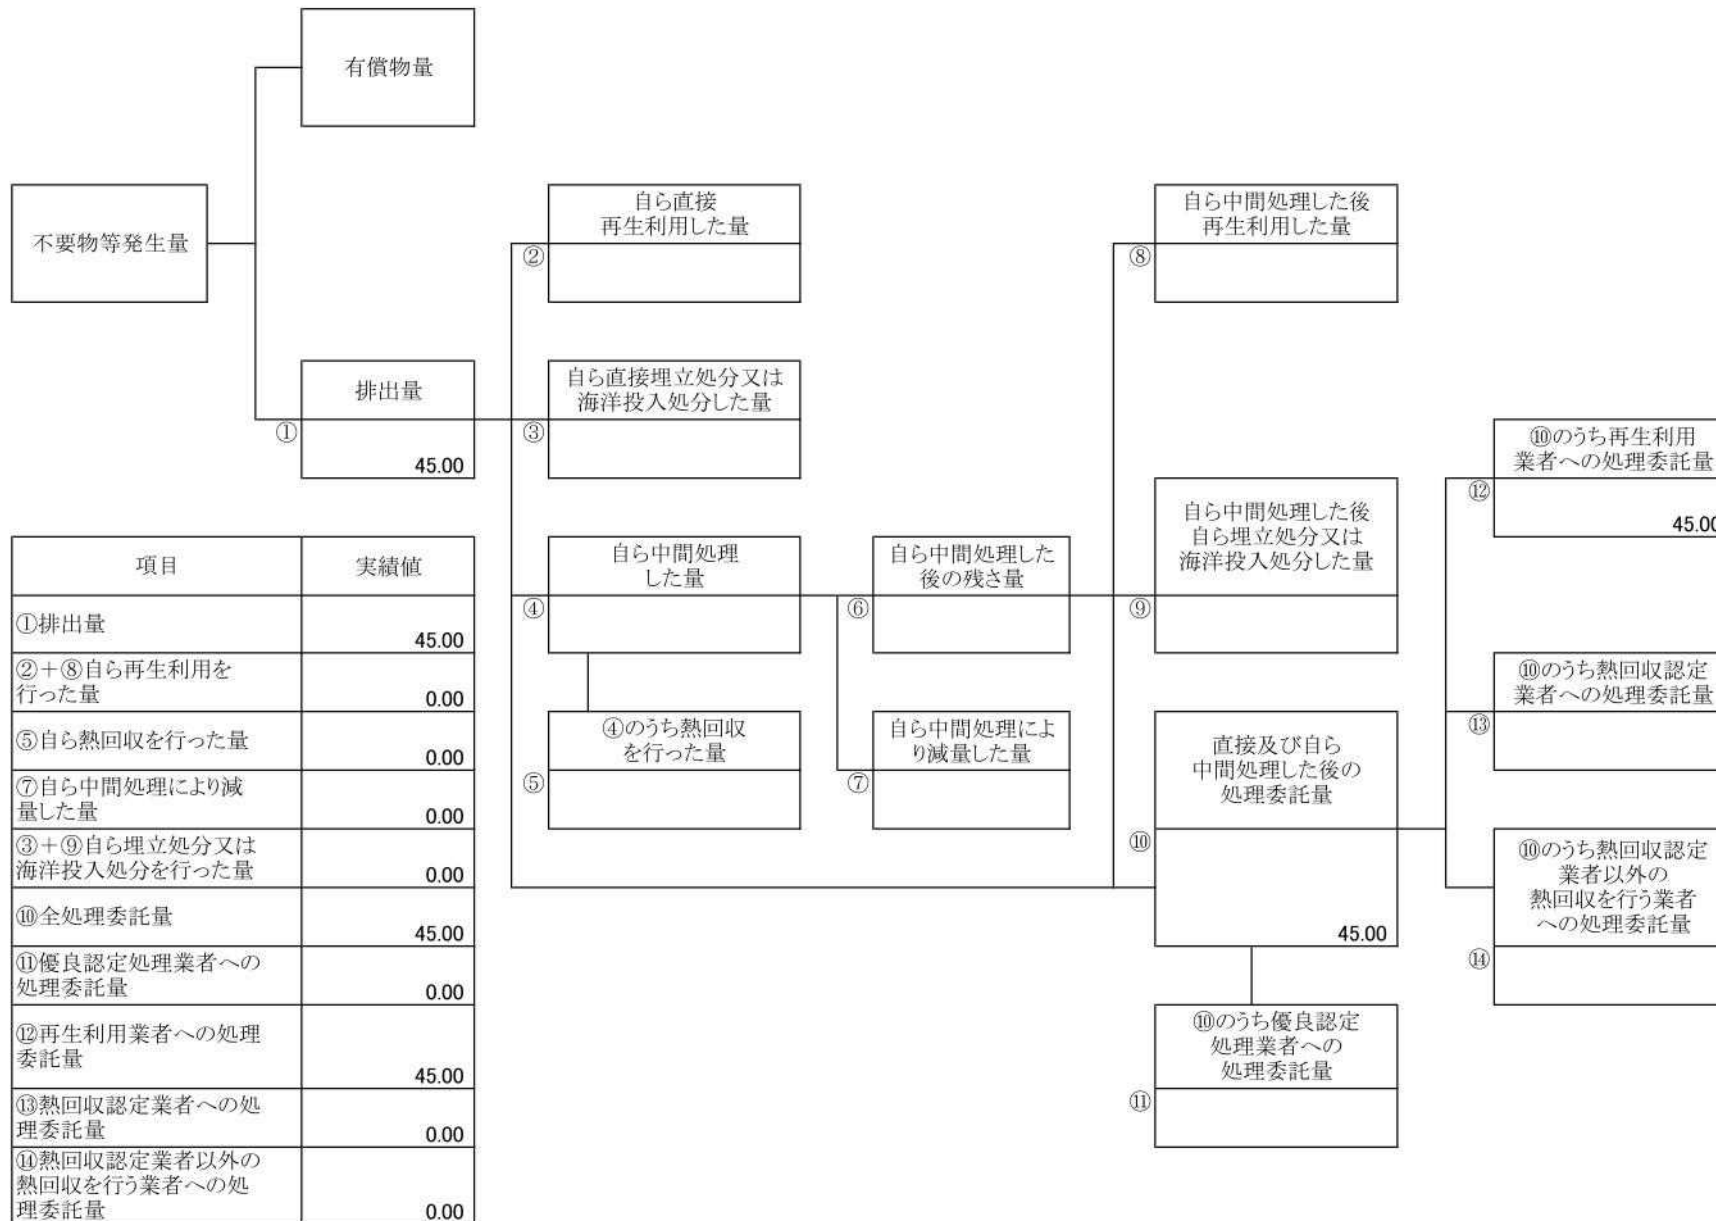 有償物量
不要物等発生量
排出量
①
45.00
自ら直接
再生利用した量
②
自ら直接埋立処分又は
海洋投入処分した量
③
自ら中間処理
した量
④
④のうち熱回収
を行った量
⑤
自ら中間処理した
後の残さ量
⑥
自ら中間処理によ
り減量した量
⑦
自ら中間処理した後
再生利用した量
⑧
自ら中間処理した後
自ら埋立処分又は
海洋投入処分した量
⑨
直接及び自ら
中間処理した後の
処理委託量
⑩
45.00
⑩のうち優良認定
処理業者への
処理委託量
⑪
⑩のうち再生利用
業者への処理委託量
⑫
45.00
⑩のうち熱回収認定
業者への処理委託量
⑬
⑩のうち熱回収認定
業者以外の
熱回収を行う業者
への処理委託量
⑭
項目 実績値
①排出量
45.00
②+⑧自ら再生利用を
行った量 0.00
⑤自ら熱回収を行った量
0.00
⑦自ら中間処理により減
量した量 0.00
③+⑨自ら埋立処分又は
海洋投入処分を行った量 0.00
⑩全処理委託量
45.00
⑪優良認定処理業者への
処理委託量 0.00
⑫再生利用業者への処理
委託量
45.00
⑬熱回収認定業者への処
理委託量 0.00
⑭熱回収認定業者以外の
熱回収を行う業者への処
理委託量 0.00